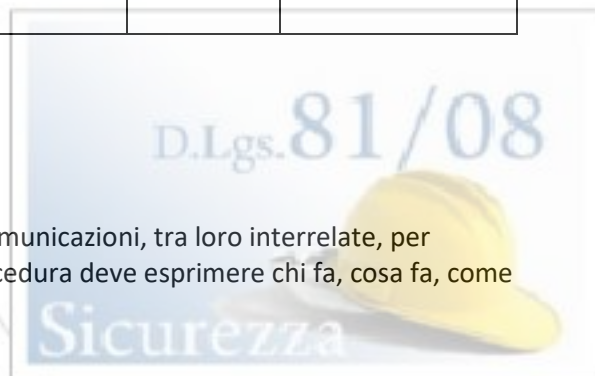 D.Lgs.81/08
municazioni, tra loro interrelate, per
cedura deve esprimere chi fa, cosa fa, come
Sicurezza